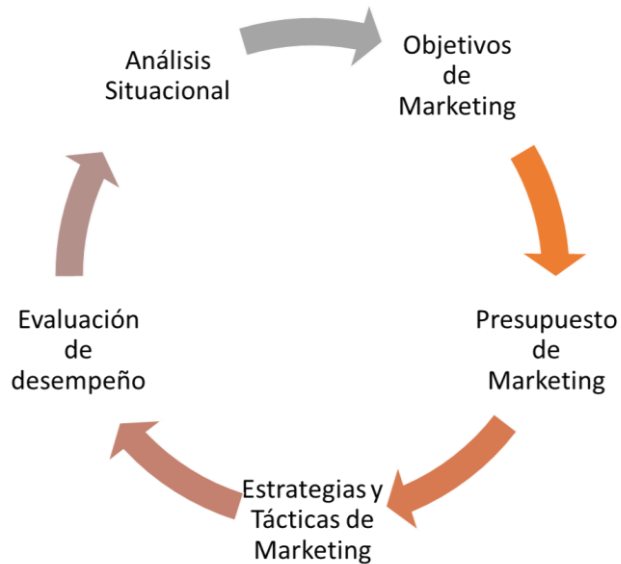 Análisis
Situacional
Objetivos
de
Marketing
Presupuesto
de
Marketing
Estrategias y
Tácticas de
Marketing
Evaluación
de
desempeño